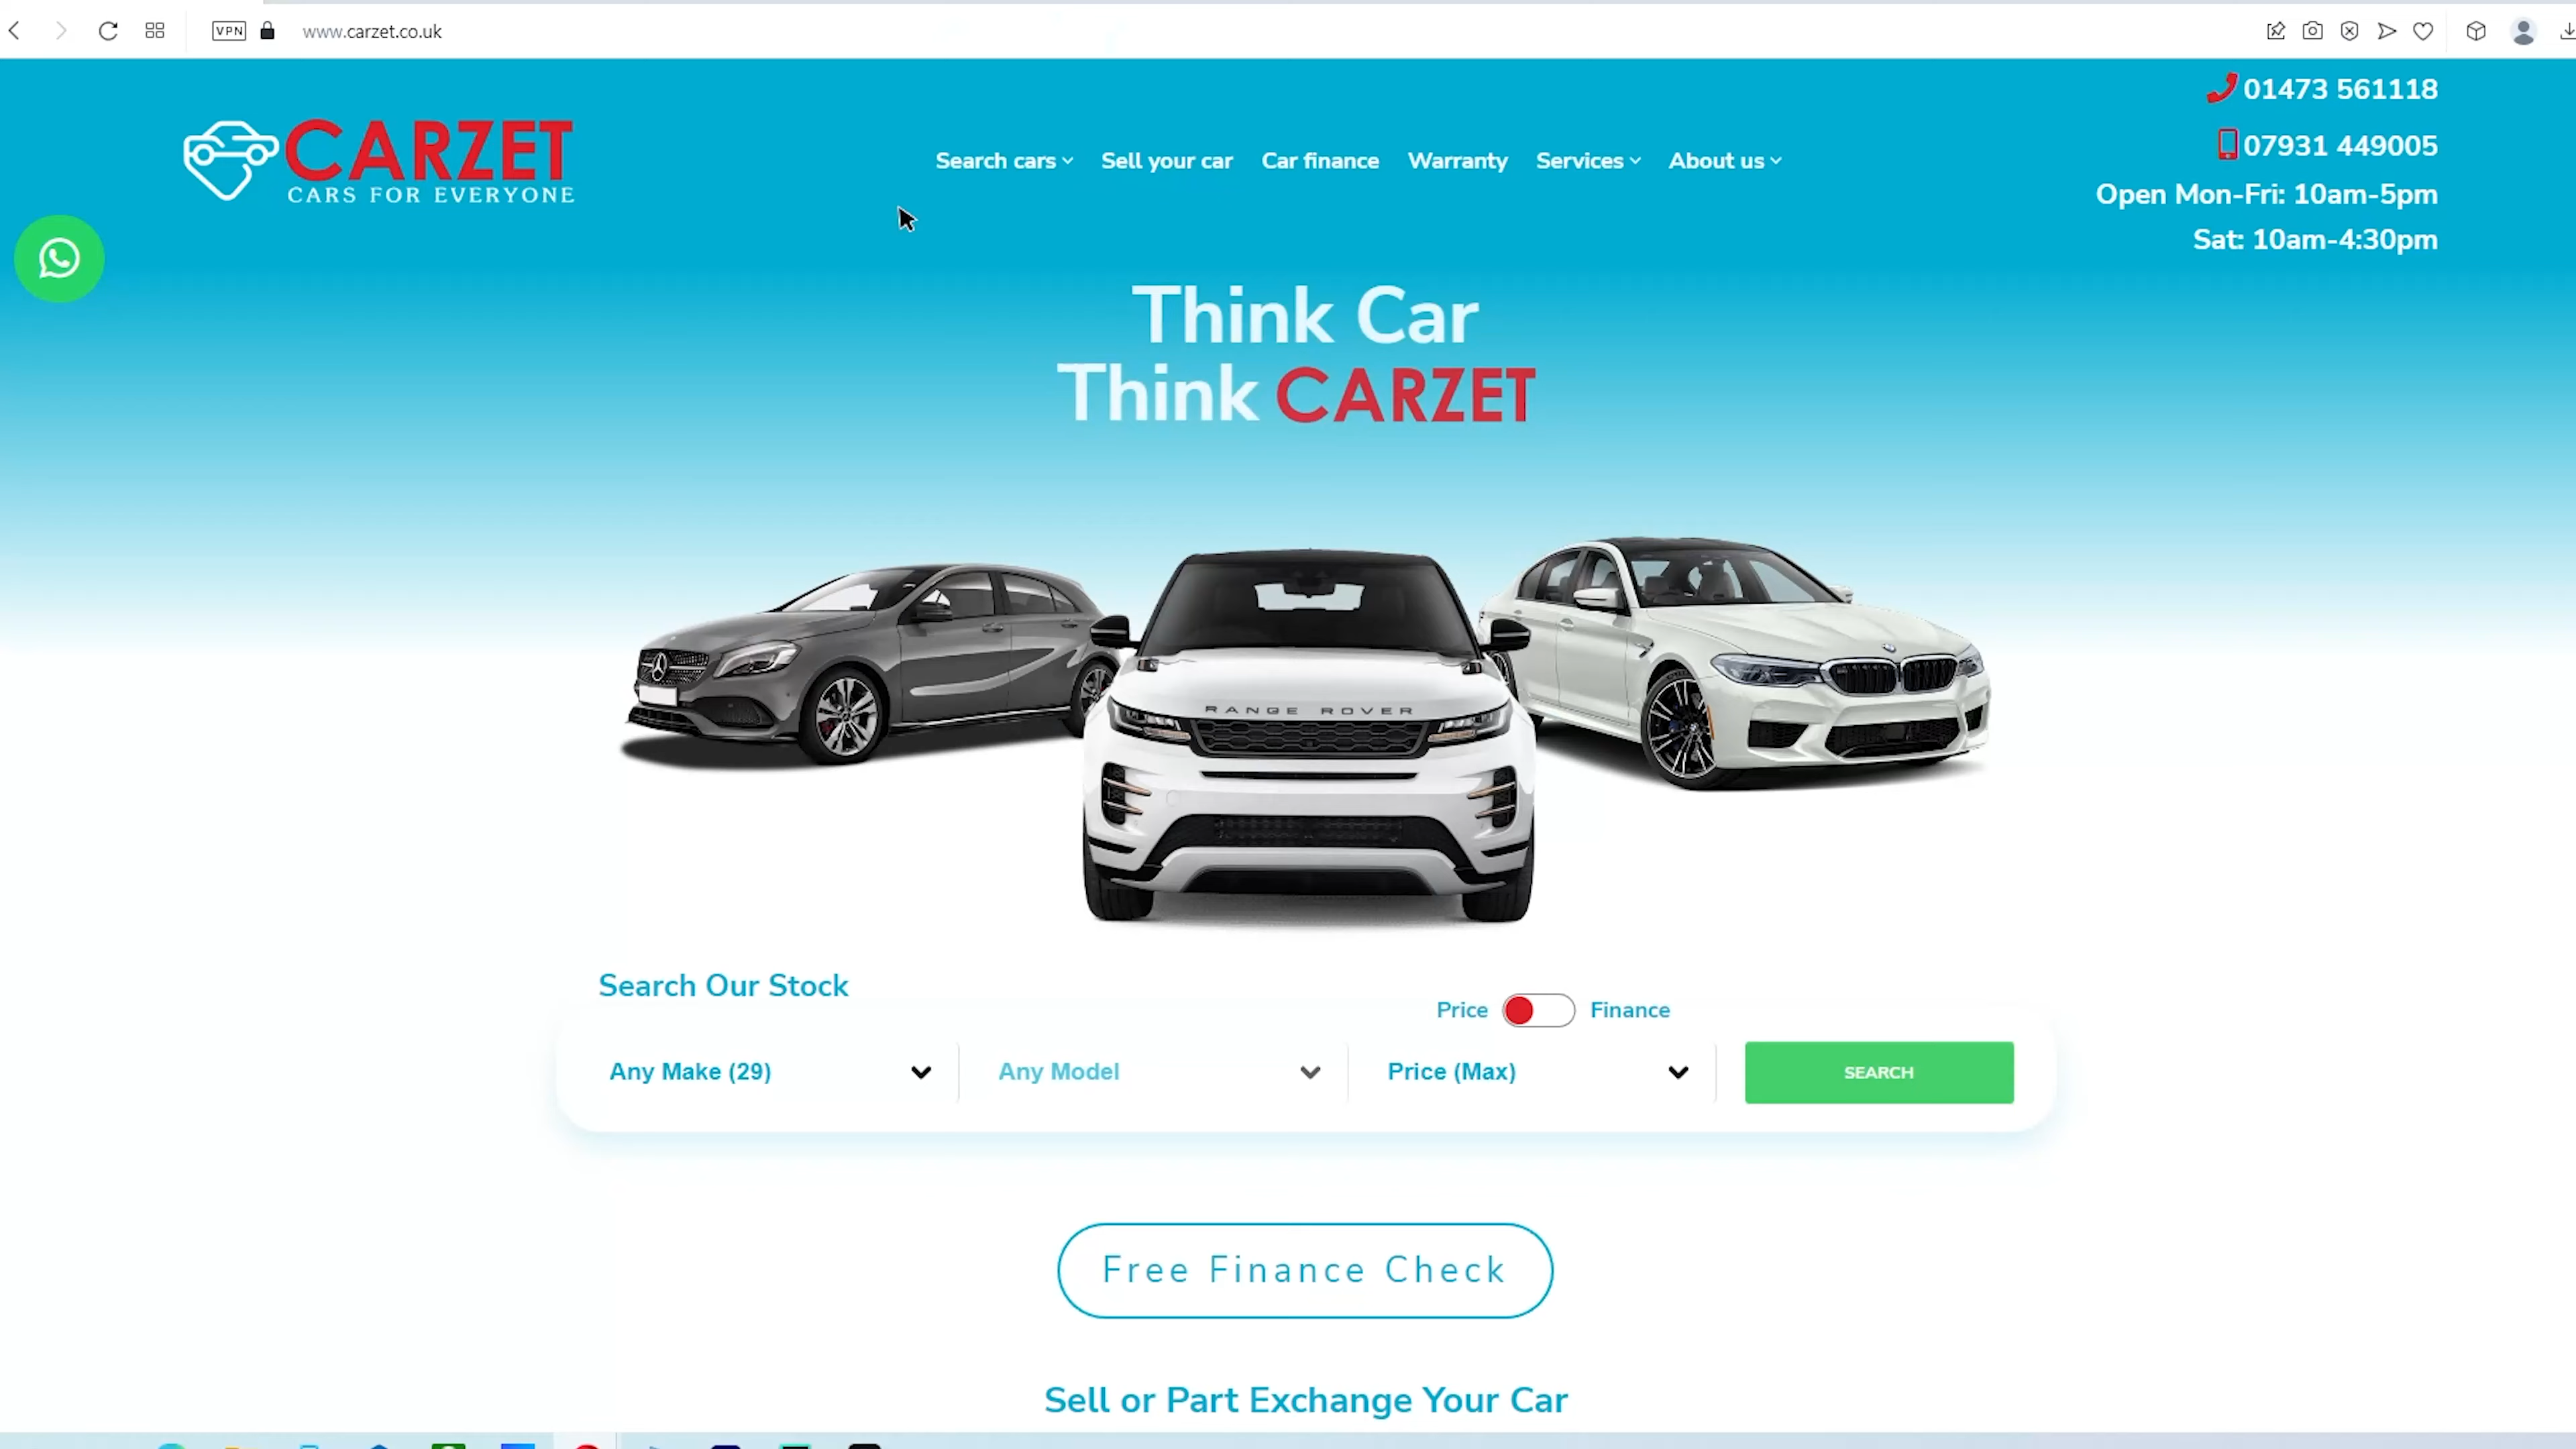 VPN www.carzet.co.uk
01473 561118
07931 449005
Open Mon-Fri: 10am-5pm
Sat: 10am-4:30pm
CARZET
CARS FOR EVERYONE
Search cars Sell your car Car finance Warranty Services About us
Think Car
Think CARZET
RANGE ROVER
Search Our Stock
Price Finance
Any Make (29) Any Model Price (Max) SEARCH
Free Finance Check
Sell or Part Exchange Your Car